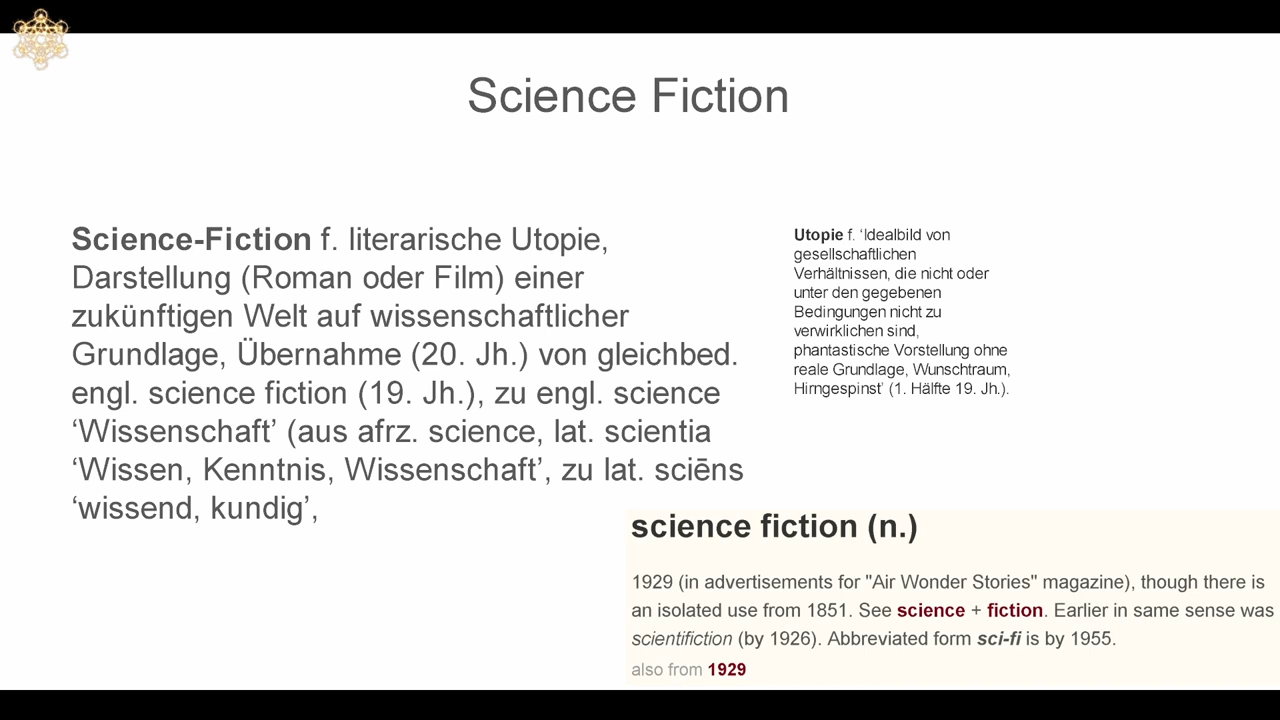 Science Fiction
Science-Fiction f. literarische Utopie,
Darstellung (Roman oder Film) einer
zukünftigen Welt auf wissenschaftlicher
Grundlage, Übernahme (20. Jh.) von gleichbed.
engl. science fiction (19. Jh.), zu engl. science
‘Wissenschaft’ (aus afrz. science, lat. scientia
‘Wissen, Kenntnis, Wissenschaft’, zu lat. sciēns
‘wissend, kundig’,
Utopie f. ‘Idealbild von
gesellschaftlichen
Verhältnissen, die nicht oder
unter den gegebenen
Bedingungen nicht zu
verwirklichen sind,
phantastische Vorstellung ohne
reale Grundlage, Wunschtraum,
Hirngespinst’ (1. Hälfte 19. Jh.).
science fiction (n.)
1929 (in advertisements for "Air Wonder Stories" magazine), though there is
an isolated use from 1851. See science + fiction. Earlier in same sense was
scientifiction (by 1926). Abbreviated form sci-fi is by 1955.
also from 1929